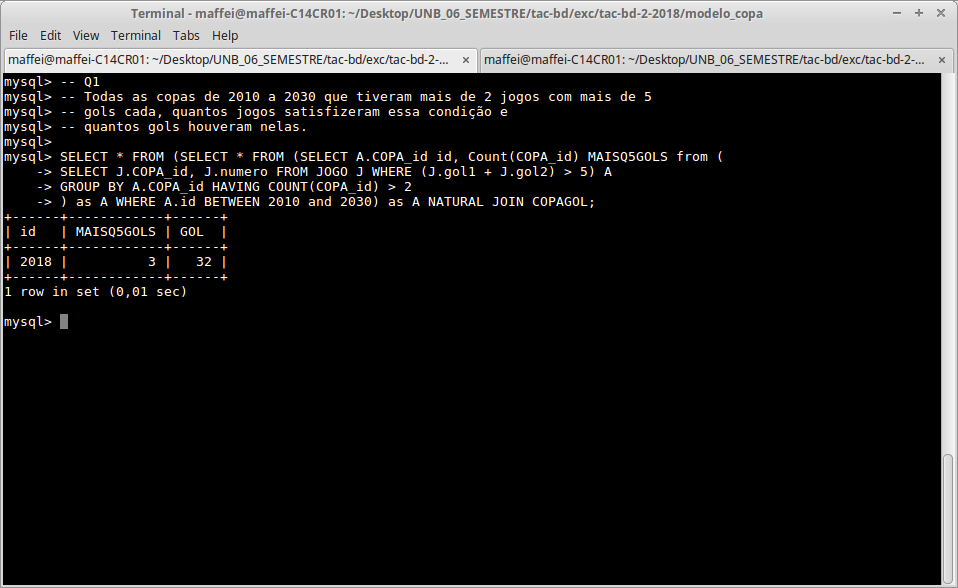 Terminal - maffei@maffei-C14CR01: ~/Desktop/UNB_06_SEMESTRE/tac-bd/exc/tac-bd-2-2018/modelo_copa
File Edit View Terminal Tabs Help
maffei@maffei-C14CR01: ~/Desktop/UNB_06_SEMESTRE/tac-bd/exc/tac-bd-2-... × maffei@maffei-C14CR01: ~/Desktop/UNB_06_SEMESTRE/tac-bd/exc/tac-bd-2-... ×
mysql> -- Q1
mysql> -- Todas as copas de 2010 a 2030 que tiveram mais de 2 jogos com mais de 5
mysql> -- gols cada, quantos jogos satisfizeram essa condição e
mysql> -- quantos gols houveram nelas.
mysql>
mysql> SELECT * FROM (SELECT * FROM (SELECT A.COPA_id id, Count(COPA_id) MAISQ5GOLS from (
    -> SELECT J.COPA_id, J.numero FROM JOGO J WHERE (J.gol1 + J.gol2) > 5) A
    -> GROUP BY A.COPA_id HAVING COUNT(COPA_id) > 2
    -> ) as A WHERE A.id BETWEEN 2010 and 2030) as A NATURAL JOIN COPAGOL;
+------+------------+------+
| id   | MAISQ5GOLS | GOL  |
+------+------------+------+
| 2018 |          3 |   32 |
+------+------------+------+
1 row in set (0,01 sec)
mysql>